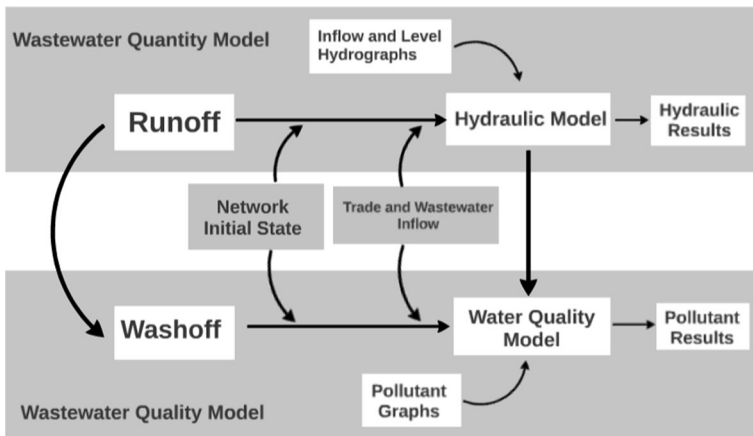 Wastewater Quantity Model
Inflow and Level
Hydrographs
Runoff
Hydraulic Model
Hydraulic
Results
Network
Initial State
Trade and Wastewater
Inflow
Washoff
Water Quality
Model
Pollutant
Results
Pollutant
Graphs
Wastewater Quality Model